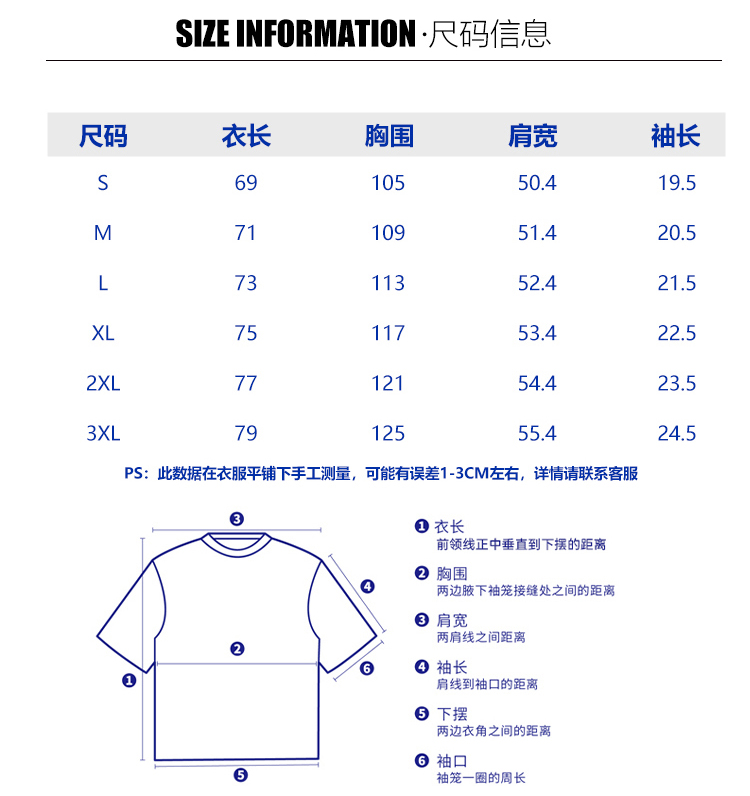 SIZE INFORMATION·尺码信息
尺码 衣长 胸围 肩宽 袖长
S 69 105 50.4 19.5
M 71 109 51.4 20.5
L 73 113 52.4 21.5
XL 75 117 53.4 22.5
2XL 77 121 54.4 23.5
3XL 79 125 55.4 24.5
PS：此数据在衣服平铺下手工测量，可能有误差1-3CM左右，详情请联系客服
3
4
2
6
1
5
1 衣长
前领线正中垂直到下摆的距离
2 胸围
两边腋下袖笼接缝处之间的距离
3 肩宽
两肩线之间距离
4 袖长
肩线到袖口的距离
5 下摆
两边衣角之间的距离
6 袖口
袖笼一圈的周长